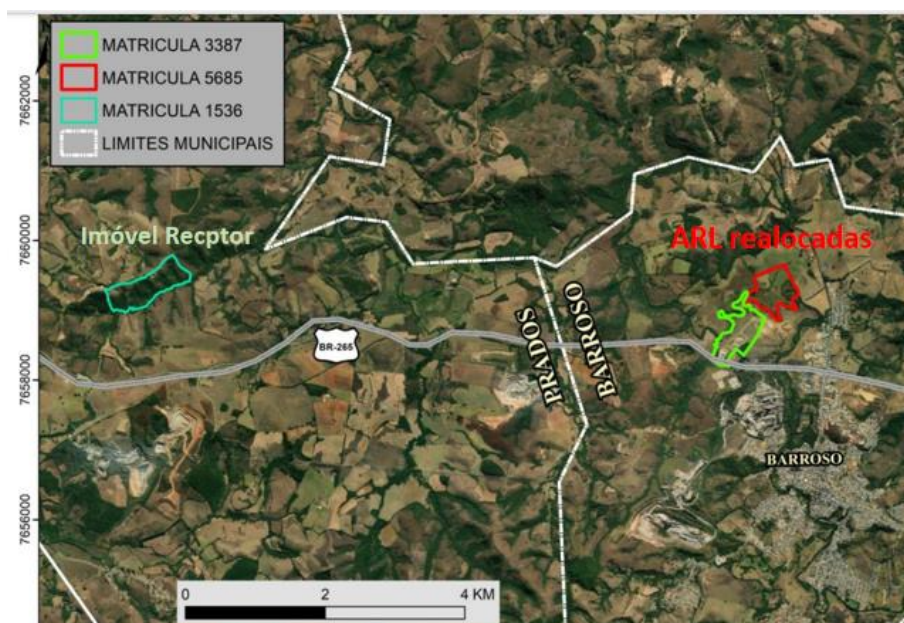 MATRICULA 3387
MATRICULA 5685
MATRICULA 1536
LIMITES MUNICIPAIS
7662000
7660000
7658000
7656000
Imóvel Recptor
ARL realocadas
BR-265
PRADOS
BARROSO
BARROSO
0 2 4 KM